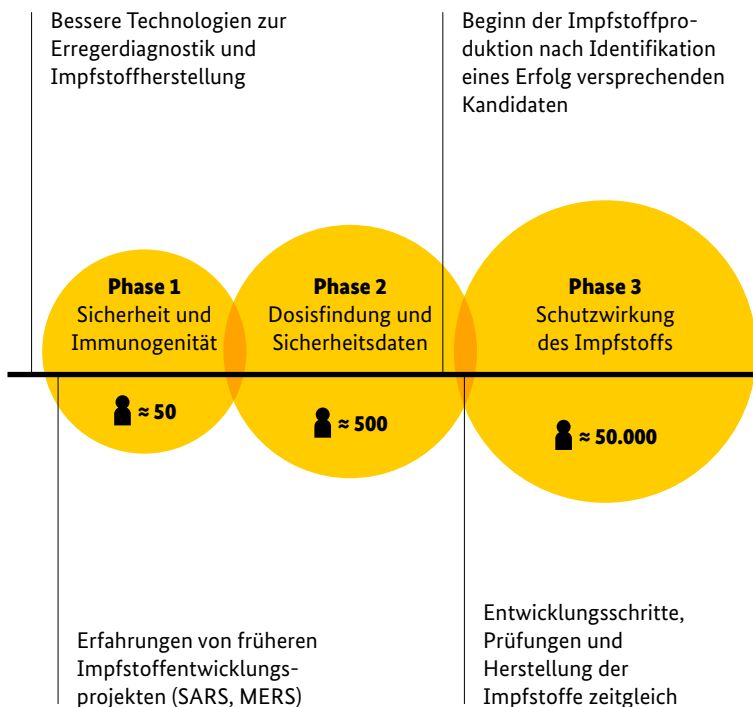 Bessere Technologien zur
Erregerdiagnostik und
Impfstoffherstellung
Beginn der Impfstoffpro-
duktion nach Identifikation
eines Erfolg versprechenden
Kandidaten
Phase 1
Sicherheit und
Immunogenität
≈ 50
Phase 2
Dosisfindung und
Sicherheitsdaten
≈ 500
Phase 3
Schutzwirkung
des Impfstoffs
≈ 50.000
Erfahrungen von früheren
Impfstoffentwicklungs-
projekten (SARS, MERS)
Entwicklungsschritte,
Prüfungen und
Herstellung der
Impfstoffe zeitgleich